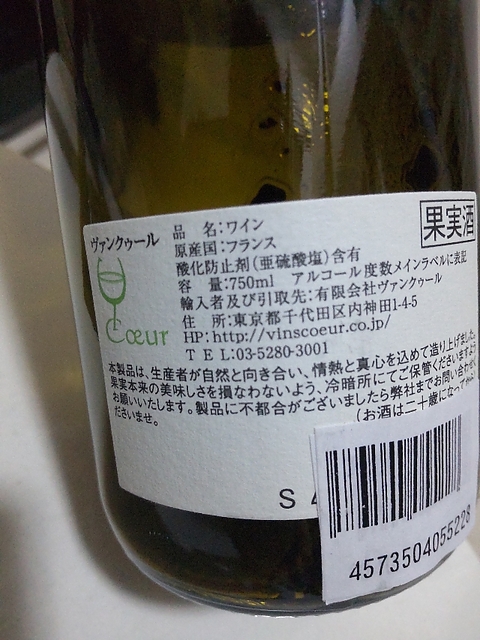 ヴァンクゥール
Cœur
果実酒
品　名:ワイン
原産国:フランス
酸化防止剤(亜硫酸塩)含有
容　量:750ml　アルコール度数メインラベルに表記
輸入者及び引取先:有限会社ヴァンクゥール
住　所:東京都千代田区内神田1-4-5
HP:http://vinscoeur.co.jp/
T E L:03-5280-3001
本製品は、生産者が自然と向き合い、情熱と真心を込めて造り上げました。
果実本来の美味しさを損なわないよう、冷暗所にてご保管くださいますよう
お願いいたします。製品に不都合がございましたら弊社までお問い合わせ
くださいませ。
(お酒は二十歳になって
S 4
4573504055228